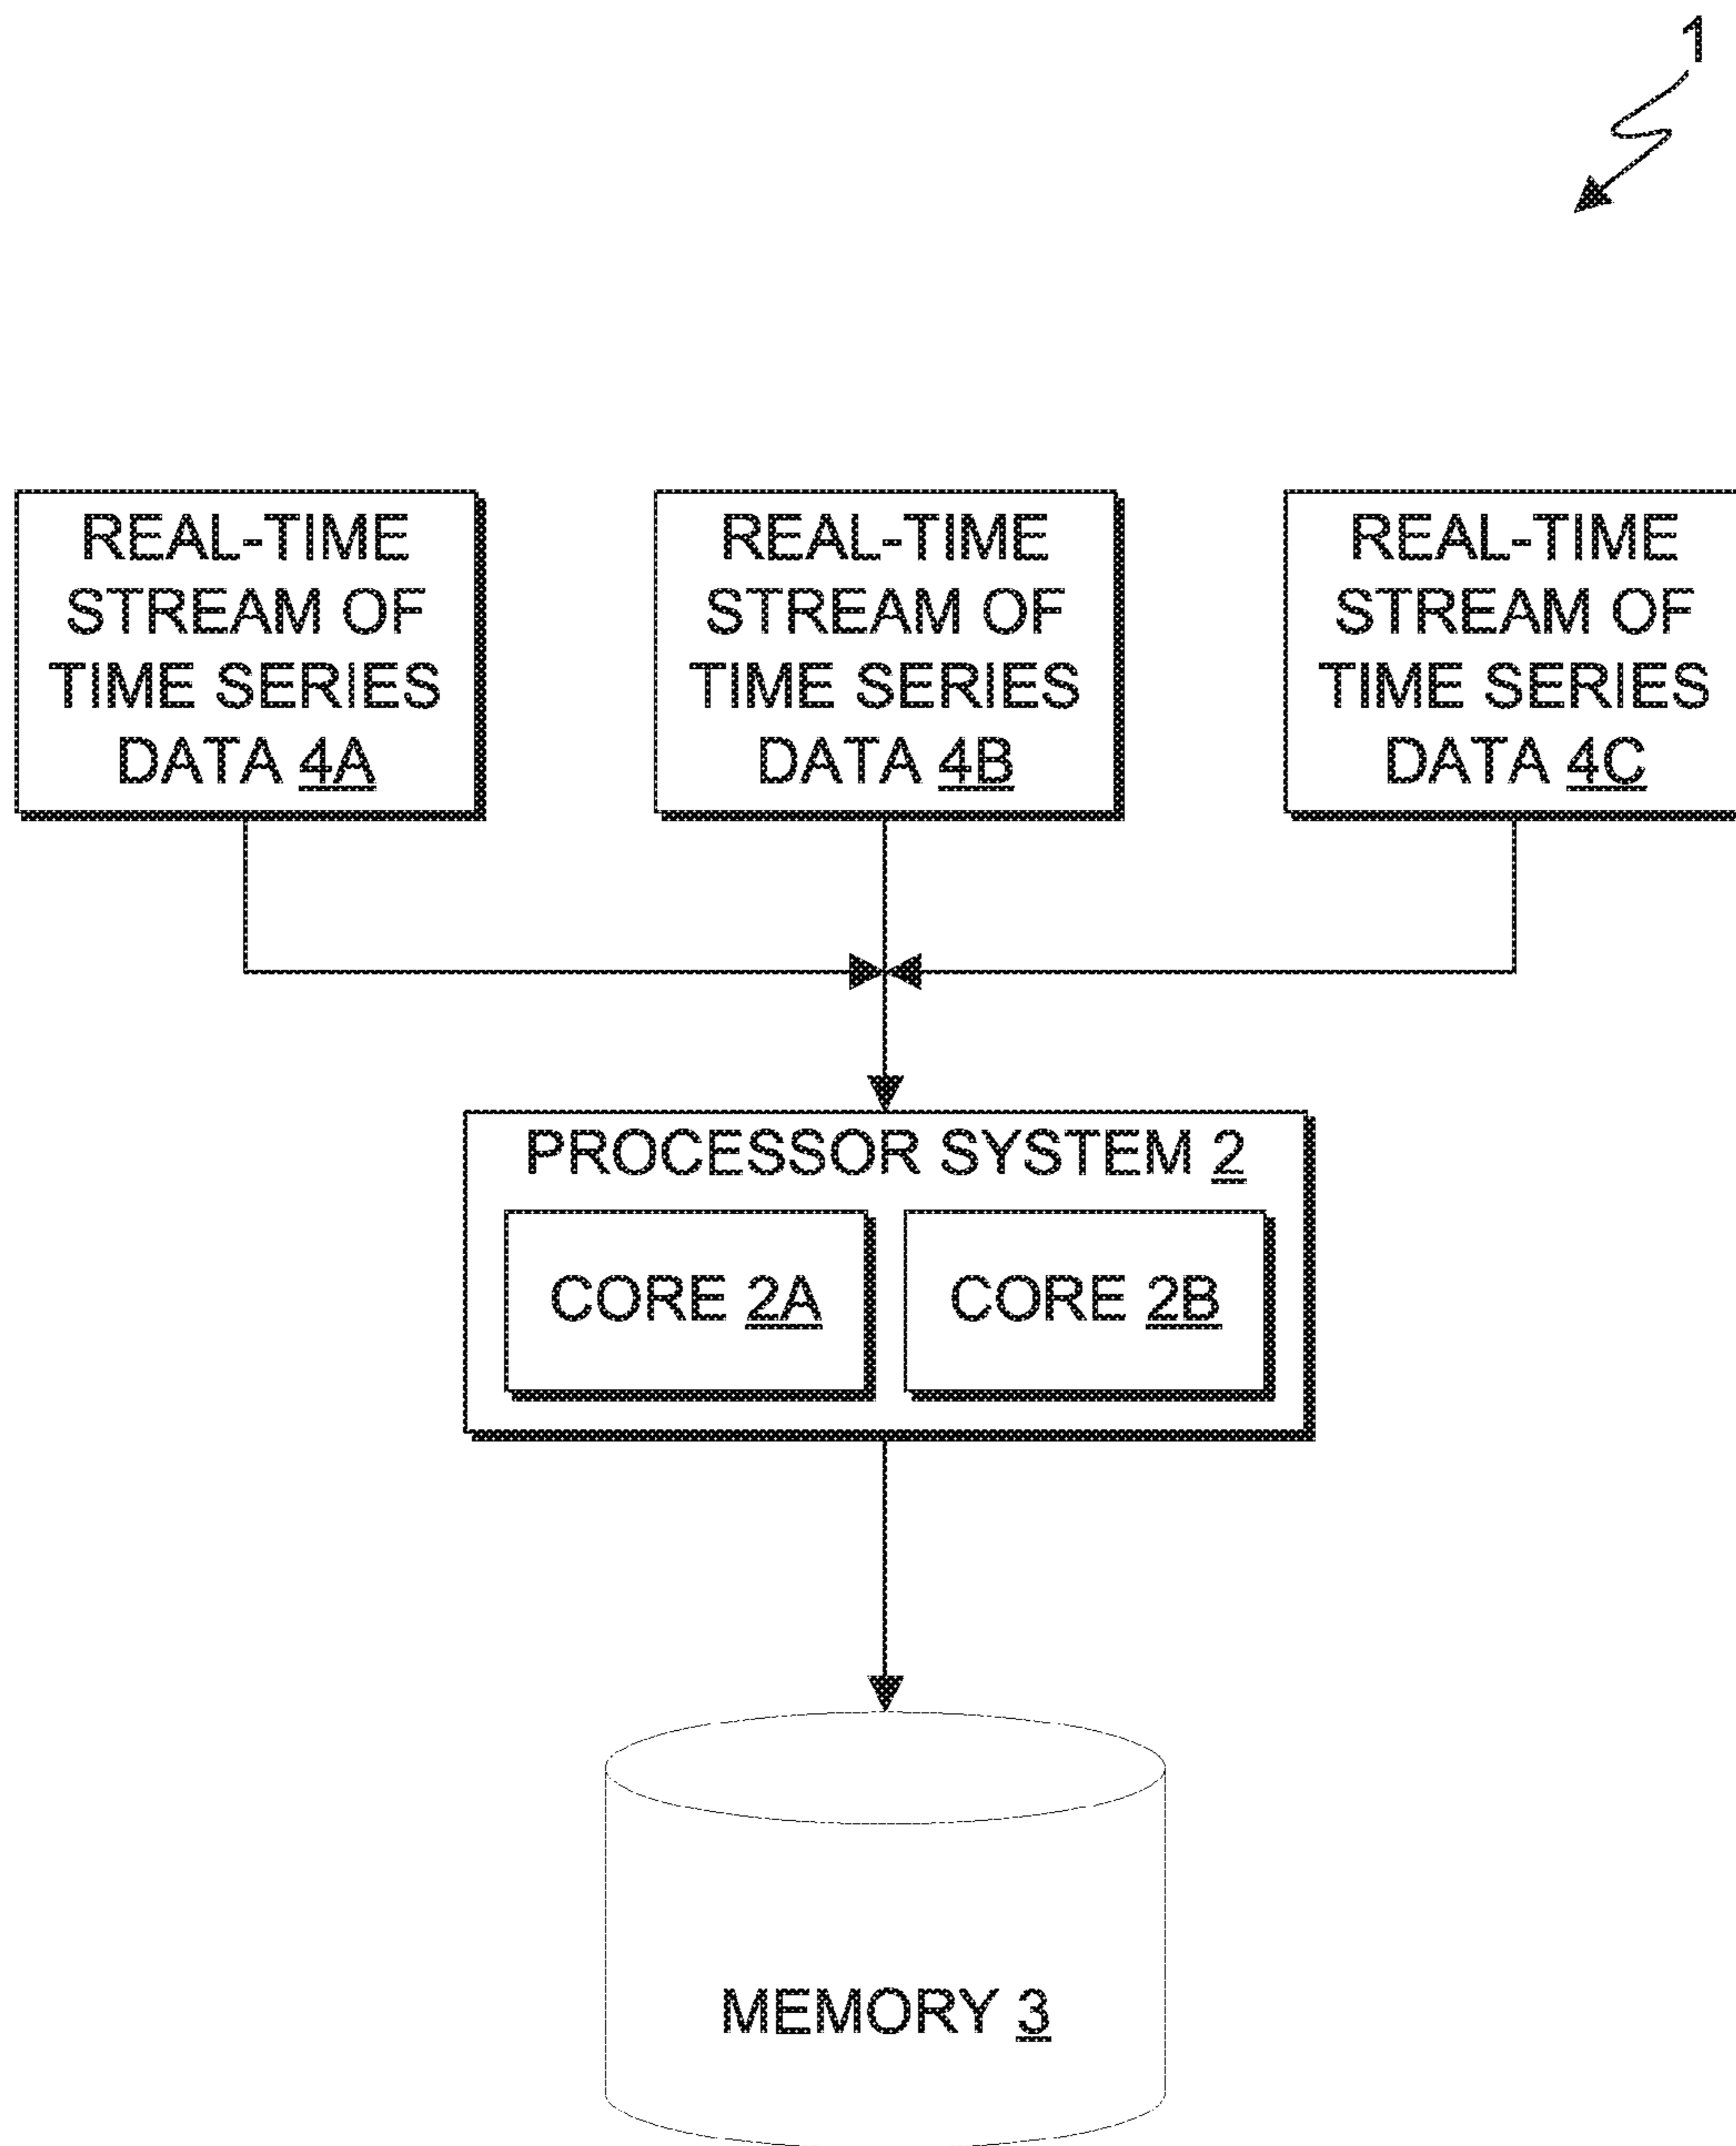 1
REAL-TIME
STREAM OF
TIME SERIES
DATA 4A
REAL-TIME
STREAM OF
TIME SERIES
DATA 4B
REAL-TIME
STREAM OF
TIME SERIES
DATA 4C
PROCESSOR SYSTEM 2
CORE 2A
CORE 2B
MEMORY 3